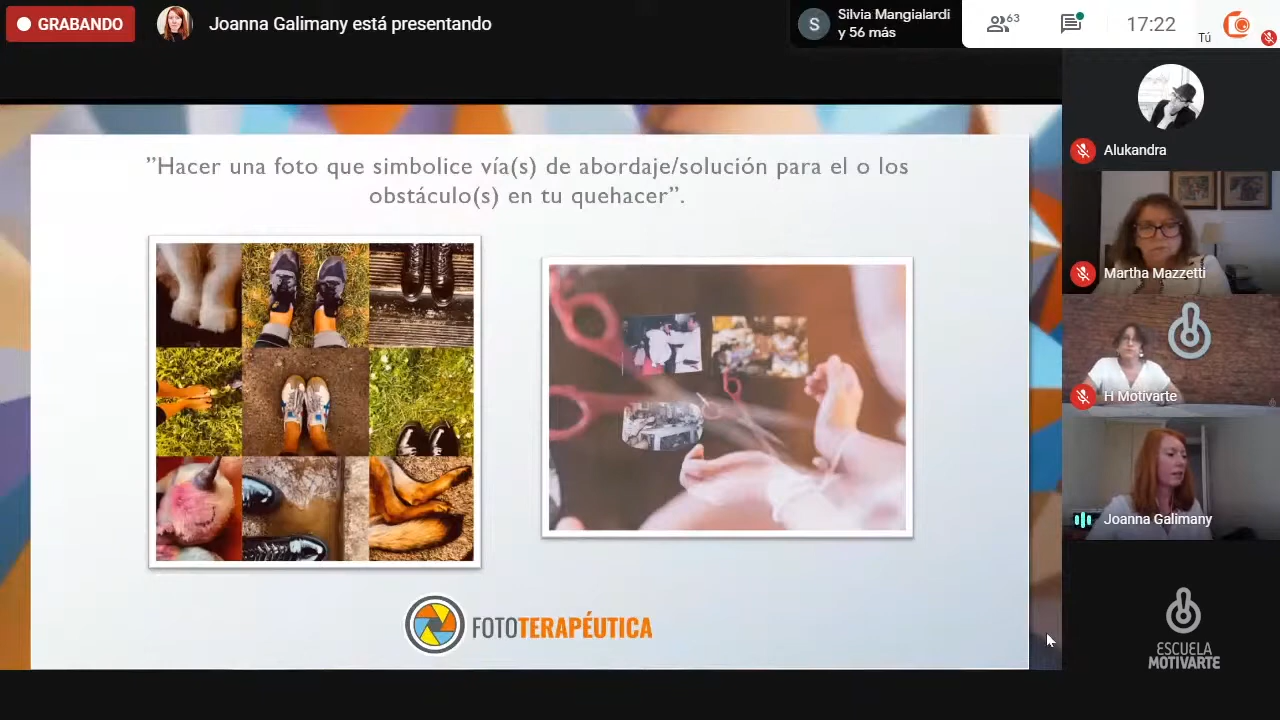 GRABANDO
Joanna Galimany está presentando
Silvia Mangialardi
y 56 más
S
63
17:22
Tú
”Hacer una foto que simbolice vía(s) de abordaje/solución para el o los
obstáculo(s) en tu quehacer”.
FOTOTERAPÉUTICA
Alukandra
Martha Mazzetti
H Motivarte
Joanna Galimany
ESCUELA
MOTIVARTE